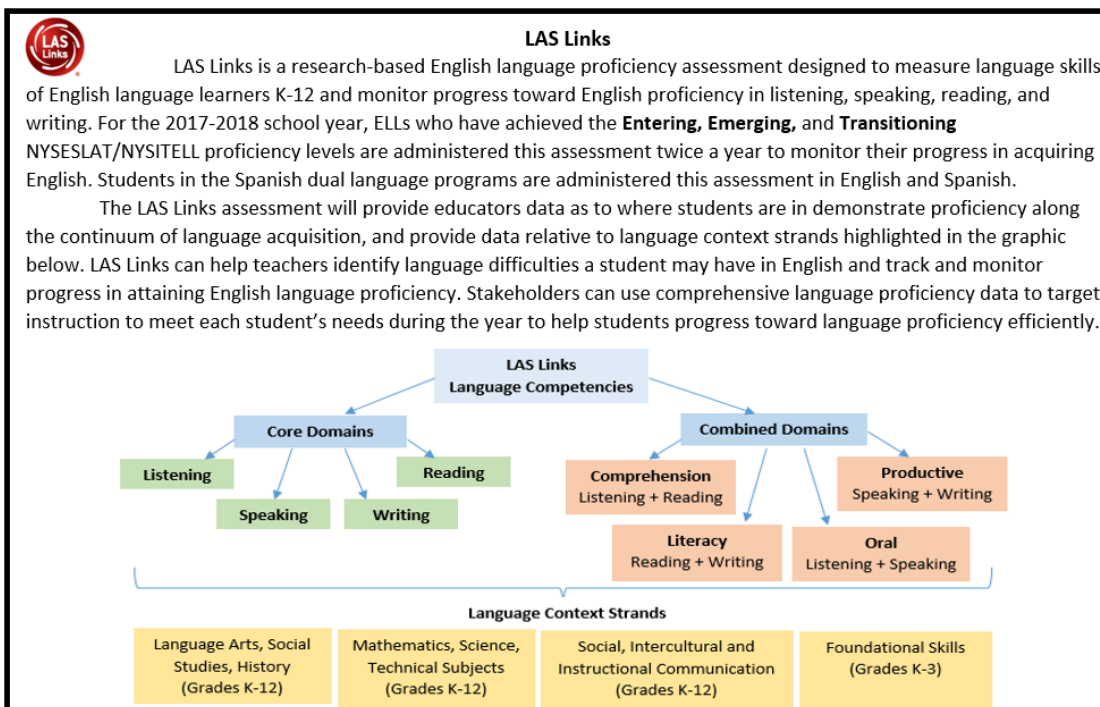 LAS
Links
LAS Links
LAS Links is a research-based English language proficiency assessment designed to measure language skills
of English language learners K-12 and monitor progress toward English proficiency in listening, speaking, reading, and
writing. For the 2017-2018 school year, ELLs who have achieved the Entering, Emerging, and Transitioning
NYSESLAT/NYSITELL proficiency levels are administered this assessment twice a year to monitor their progress in acquiring
English. Students in the Spanish dual language programs are administered this assessment in English and Spanish.
The LAS Links assessment will provide educators data as to where students are in demonstrate proficiency along
the continuum of language acquisition, and provide data relative to language context strands highlighted in the graphic
below. LAS Links can help teachers identify language difficulties a student may have in English and track and monitor
progress in attaining English language proficiency. Stakeholders can use comprehensive language proficiency data to target
instruction to meet each student’s needs during the year to help students progress toward language proficiency efficiently.
LAS Links
Language Competencies
Core Domains
Listening
Speaking
Writing
Reading
Combined Domains
Comprehension
Listening + Reading
Literacy
Reading + Writing
Oral
Listening + Speaking
Productive
Speaking + Writing
Language Context Strands
Language Arts, Social
Studies, History
(Grades K-12)
Mathematics, Science,
Technical Subjects
(Grades K-12)
Social, Intercultural and
Instructional Communication
(Grades K-12)
Foundational Skills
(Grades K-3)